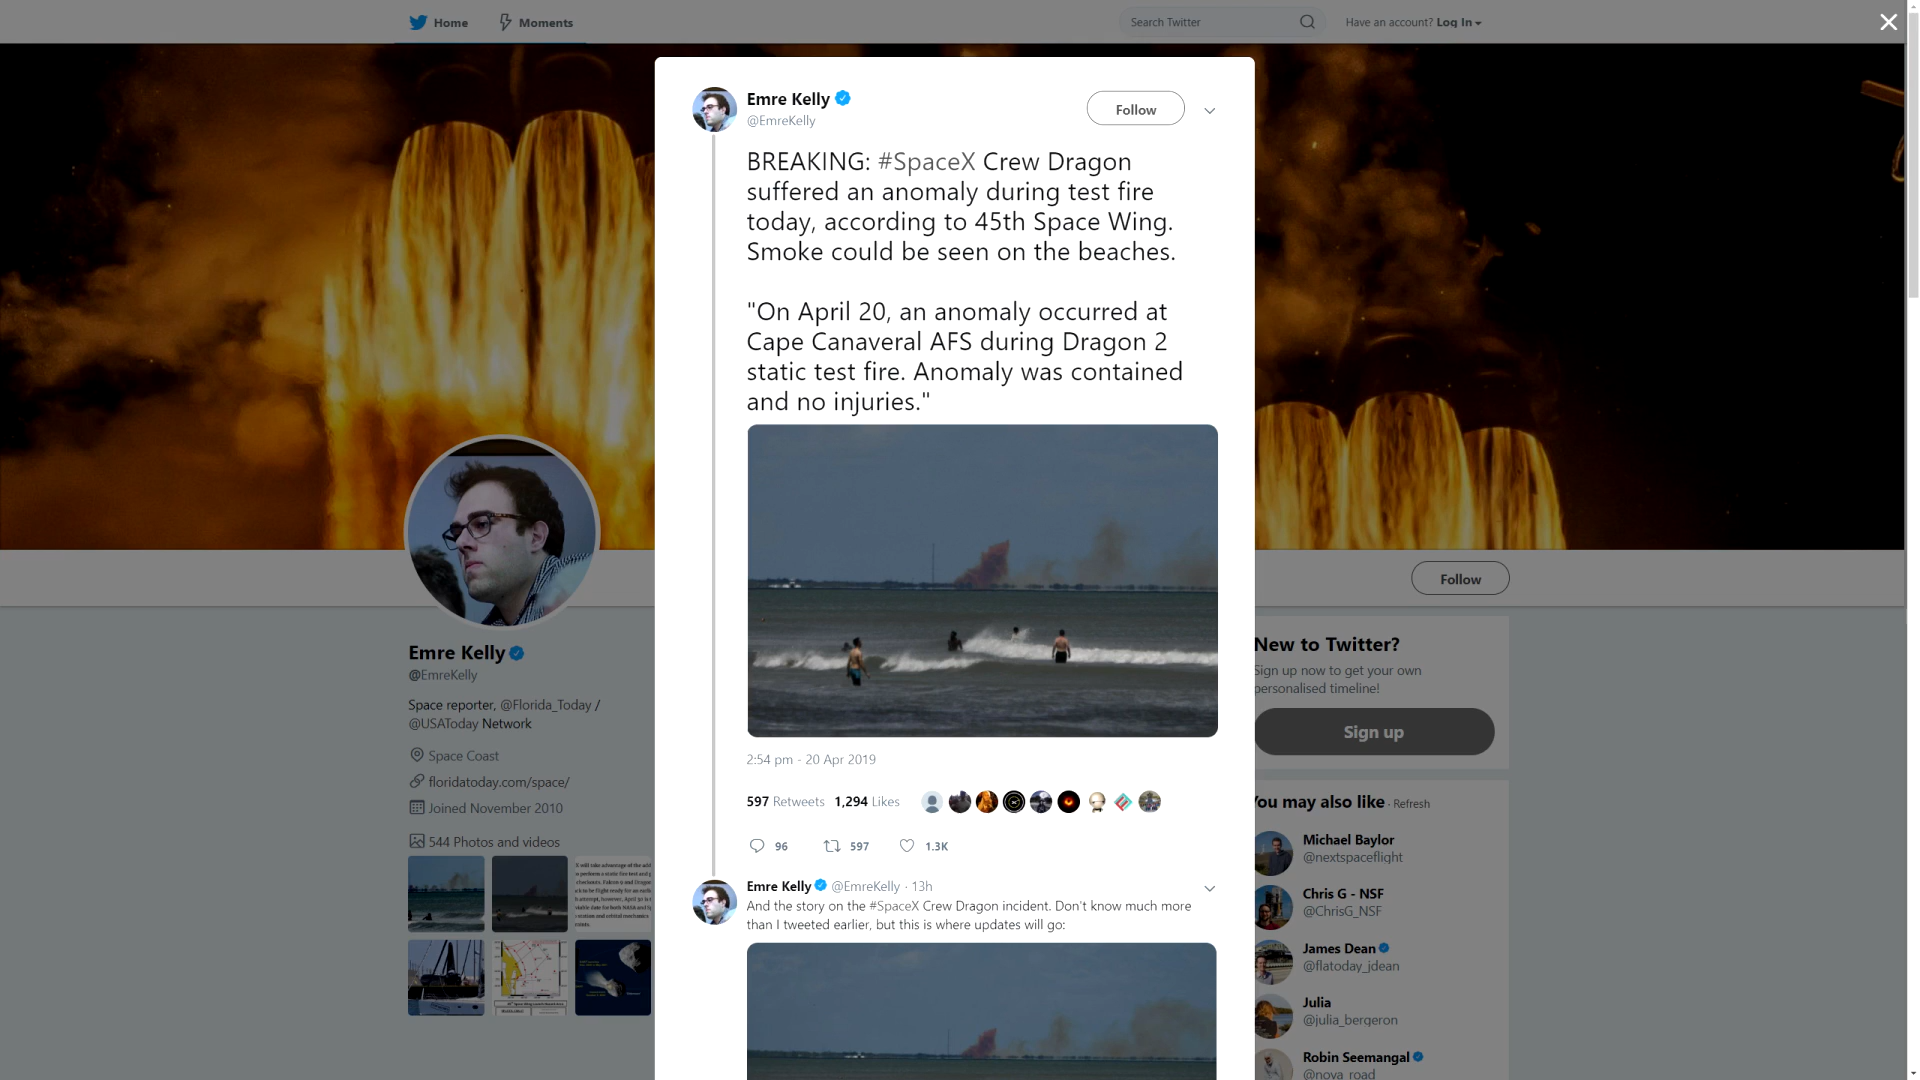 Home
Moments
Search Twitter
Have an account? Log In
Emre Kelly
@EmreKelly
Follow
BREAKING: #SpaceX Crew Dragon
suffered an anomaly during test fire
today, according to 45th Space Wing.
Smoke could be seen on the beaches.
"On April 20, an anomaly occurred at
Cape Canaveral AFS during Dragon 2
static test fire. Anomaly was contained
and no injuries."
2:54 pm - 20 Apr 2019
597 Retweets 1,294 Likes
96 597 1.3K
Emre Kelly @EmreKelly · 13h
And the story on the #SpaceX Crew Dragon incident. Don't know much more
than I tweeted earlier, but this is where updates will go:
Emre Kelly
@EmreKelly
Space reporter, @Florida_Today /
@USAToday Network
Space Coast
floridatoday.com/space/
Joined November 2010
544 Photos and videos
Follow
New to Twitter?
Sign up now to get your own
personalised timeline!
Sign up
You may also like · Refresh
Michael Baylor
@nextspaceflight
Chris G - NSF
@ChrisG_NSF
James Dean
@flatoday_jdean
Julia
@julia_bergeron
Robin Seemangal
@nova_road